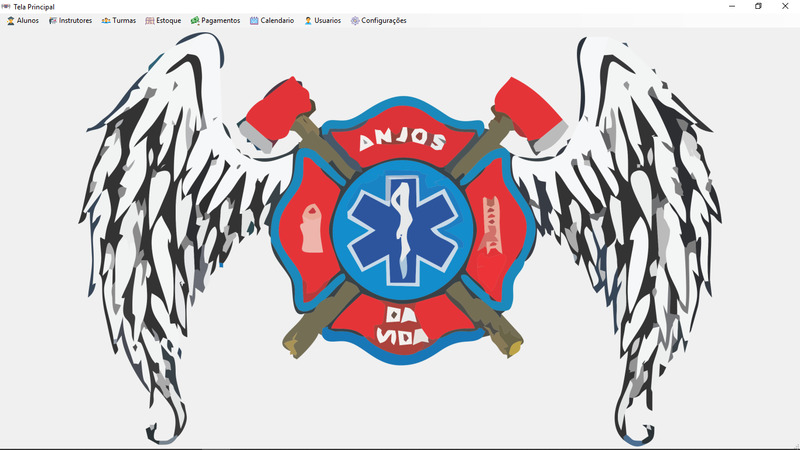 Tela Principal
Alunos Instrutores Turmas Estoque Pagamentos Calendario Usuarios Configurações
ANJOS
DA
VIDA